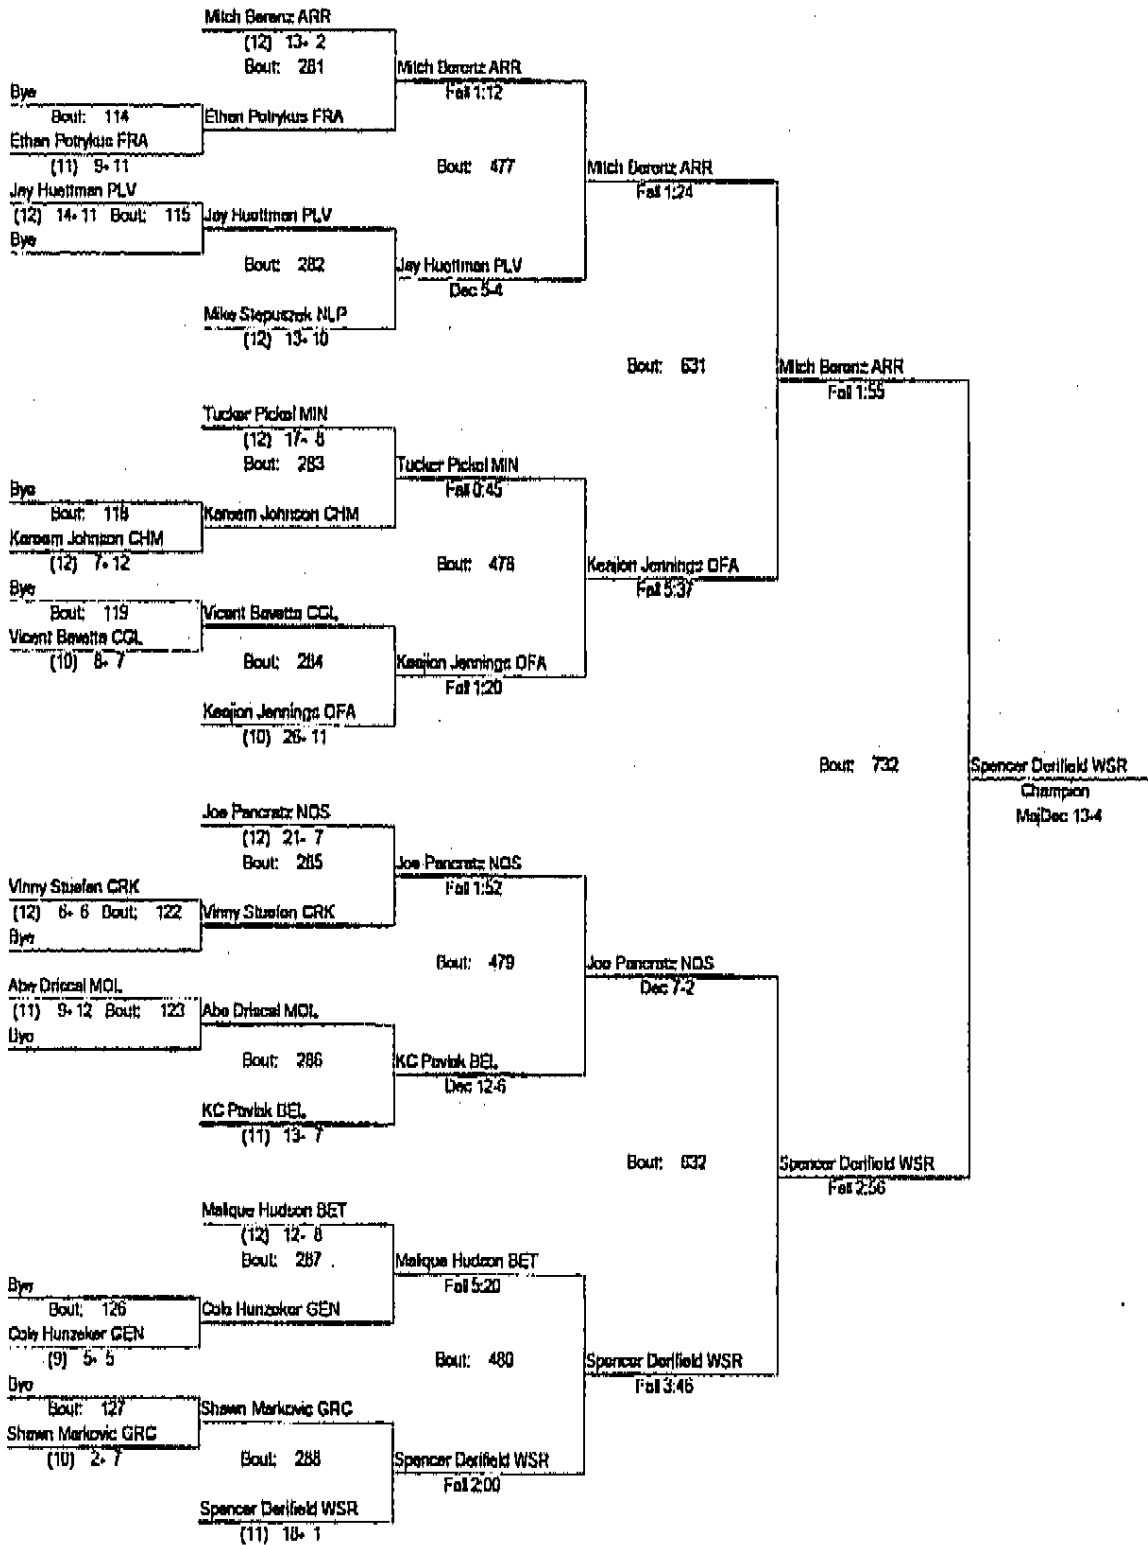 Mitch Berenz ARR
(12) 13- 2
Bout: 281
Mitch Berenz ARR
Fall 1:12
Bye
Bout: 114
Ethan Potrykus FRA
Ethan Potrykus FRA
(11) 9- 11
Bout: 477
Mitch Berenz ARR
Fall 1:24
Jay Huettman PLV
(12) 14- 11 Bout: 115
Jay Huettman PLV
Bye
Bout: 282
Jay Huettman PLV
Dec 5-4
Mike Stepuszek NLP
(12) 13- 10
Bout: 631
Mitch Berenz ARR
Fall 1:55
Tucker Pickel MIN
(12) 17- 8
Bout: 283
Tucker Pickel MIN
Fall 0:45
Bye
Bout: 118
Kareem Johnson CHM
Kareem Johnson CHM
(12) 7- 12
Bout: 478
Keajion Jennings OFA
Fall 5:37
Bye
Bout: 119
Vicent Bavetta CGL
Vicent Bavetta CGL
(10) 8- 7
Bout: 284
Keajion Jennings OFA
Fall 1:20
Keajion Jennings OFA
(10) 26- 11
Bout: 732
Spencer Derifield WSR
Champion
MajDec 13-4
Joe Pancratz NOS
(12) 21- 7
Bout: 285
Joe Pancratz NOS
Fall 1:52
Vinny Stuefen CRK
(12) 6- 6 Bout: 122
Vinny Stuefen CRK
Bye
Bout: 479
Joe Pancratz NOS
Dec 7-2
Abe Driscal MOL
(11) 9- 12 Bout: 123
Abe Driscal MOL
Bye
Bout: 286
KC Pavlak BEL
Dec 12-6
KC Pavlak BEL
(11) 13- 7
Bout: 632
Spencer Derifield WSR
Fall 2:56
Malique Hudson BET
(12) 12- 8
Bout: 287
Malique Hudson BET
Fall 5:20
Bye
Bout: 126
Cole Hunzeker GEN
Cole Hunzeker GEN
(9) 5- 5
Bout: 480
Spencer Derifield WSR
Fall 3:46
Bye
Bout: 127
Shawn Markovic GRC
Shawn Markovic GRC
(10) 2- 7
Bout: 288
Spencer Derifield WSR
Fall 2:00
Spencer Derifield WSR
(11) 18- 1